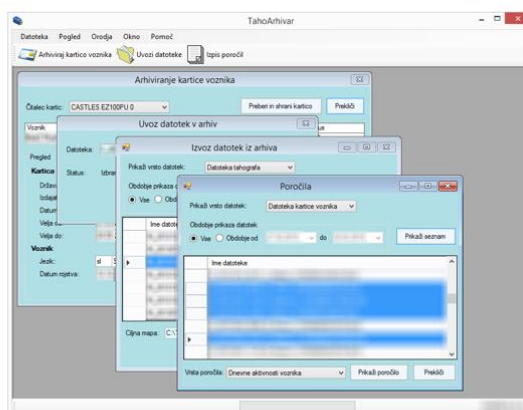 TahoArhivar
Datoteka Pogled Orodja Okno Pomoč
Arhiviraj kartico voznika Uvozi datoteke Izpis poročil
Arhiviranje kartice voznika
Čitalec kartic: CASTLES EZ100PU 0 Preberi in shrani kartico Prekliči
Voznik
Pregled
Kartica
Datum
Velja
Velja do:
Voznik
Jezik: sl
Datum rojstva:
Uvoz datotek v arhiv
Datoteka:
Status:
Izvoz datotek iz arhiva
Prikaži vrsto datotek: Datoteka tahografa
Obdobje prikaza
Vse
Ime
Ciljna mapa: C:\
Poročila
Prikaži vrsto datotek: Datoteka kartice voznika
Obdobje prikaza datotek
Vse Obdobje od do Prikaži seznam
Ime datoteke
Vrsta poročila: Dnevne aktivnosti voznika Prikaži poročilo Prekliči